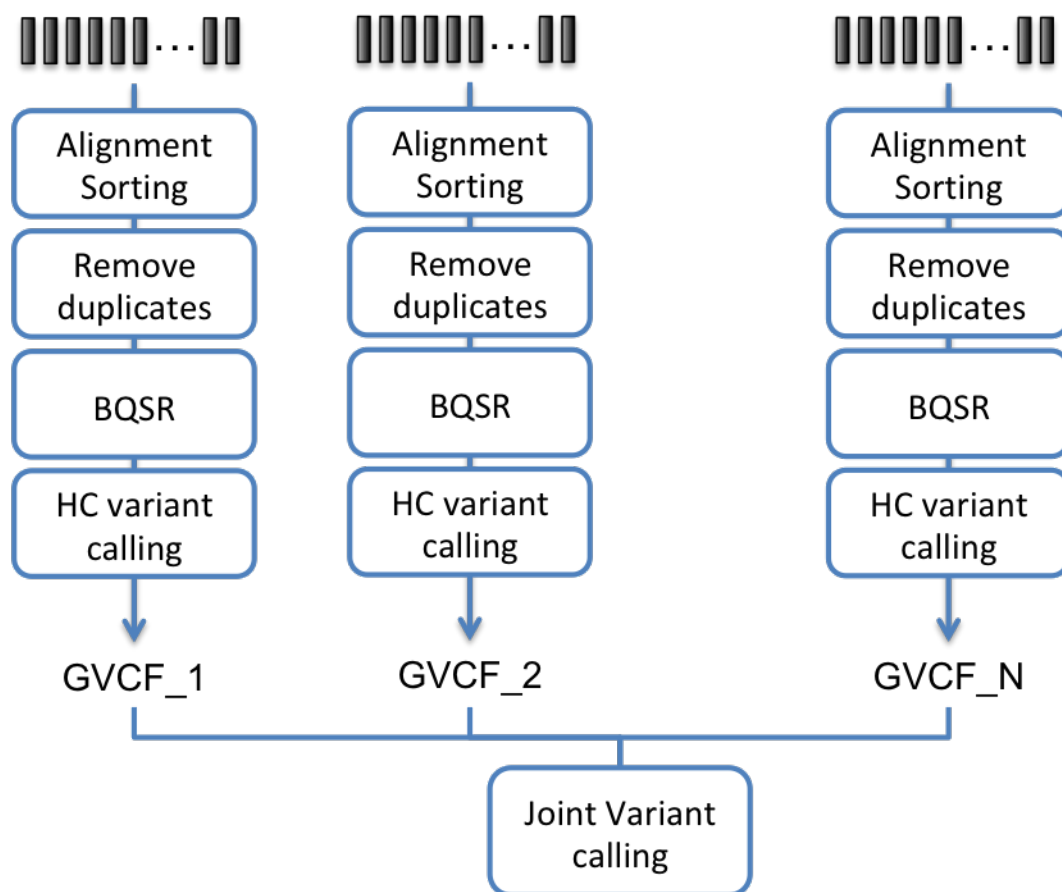 ... ... ...
Alignment
Sorting
Remove
duplicates
BQSR
HC variant
calling
GVCF_1
Alignment
Sorting
Remove
duplicates
BQSR
HC variant
calling
GVCF_2
Alignment
Sorting
Remove
duplicates
BQSR
HC variant
calling
GVCF_N
Joint Variant
calling